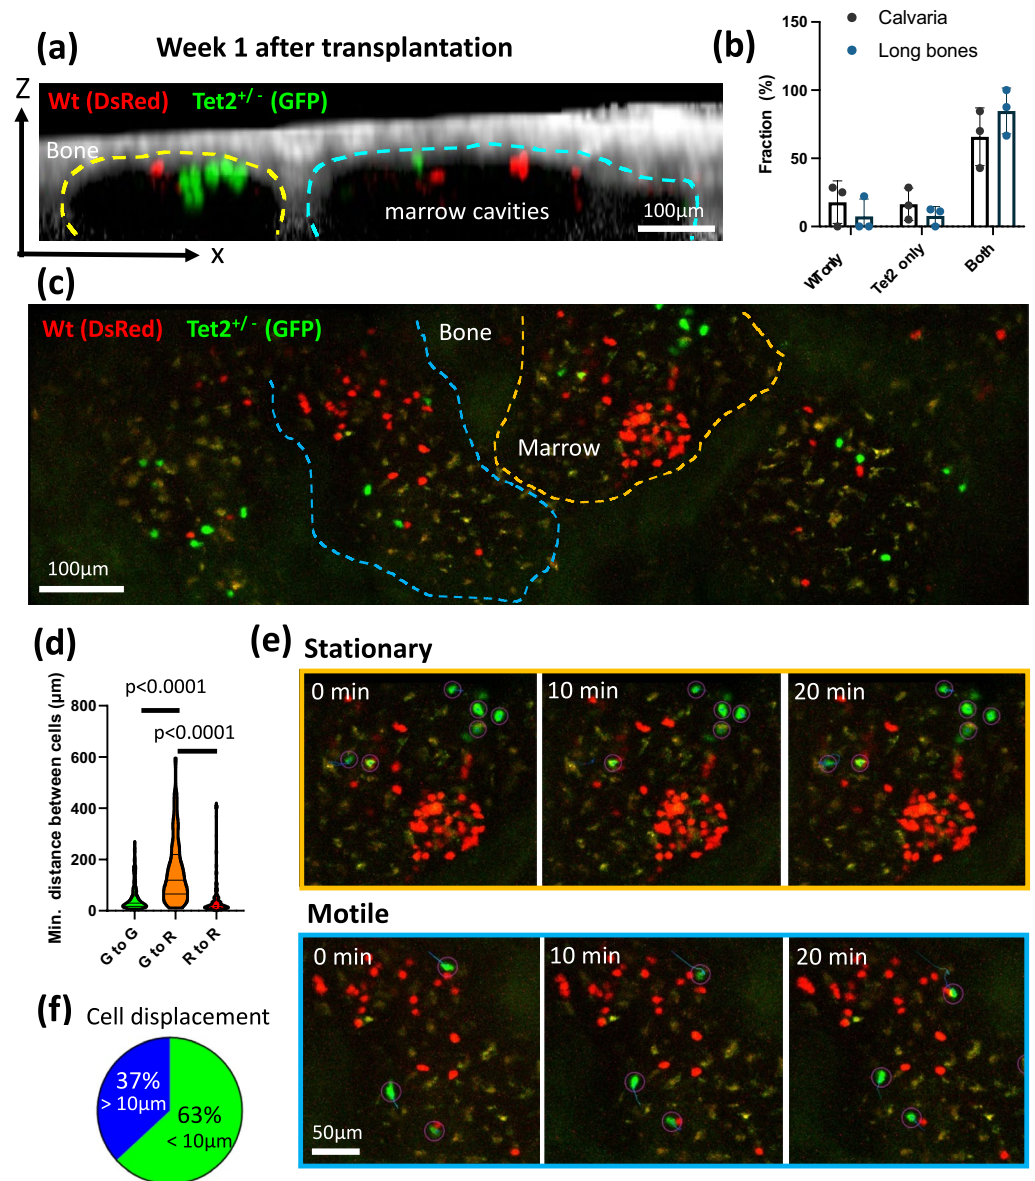 (a)
Week 1 after transplantation
Z
Wt (DsRed) Tet2+/- (GFP)
Bone
marrow cavities
100µm
X
(b)
Calvaria
Long bones
Fraction (%)
150
100
50
0
WT only
Tet2 only
Both
(c)
Wt (DsRed) Tet2+/- (GFP)
Bone
Marrow
100µm
(d)
p<0.0001
p<0.0001
Min. distance between cells (µm)
800
600
400
200
0
G to G
G to R
R to R
(e) Stationary
0 min
10 min
20 min
Motile
0 min
10 min
20 min
50µm
(f) Cell displacement
37%
> 10µm
63%
< 10µm